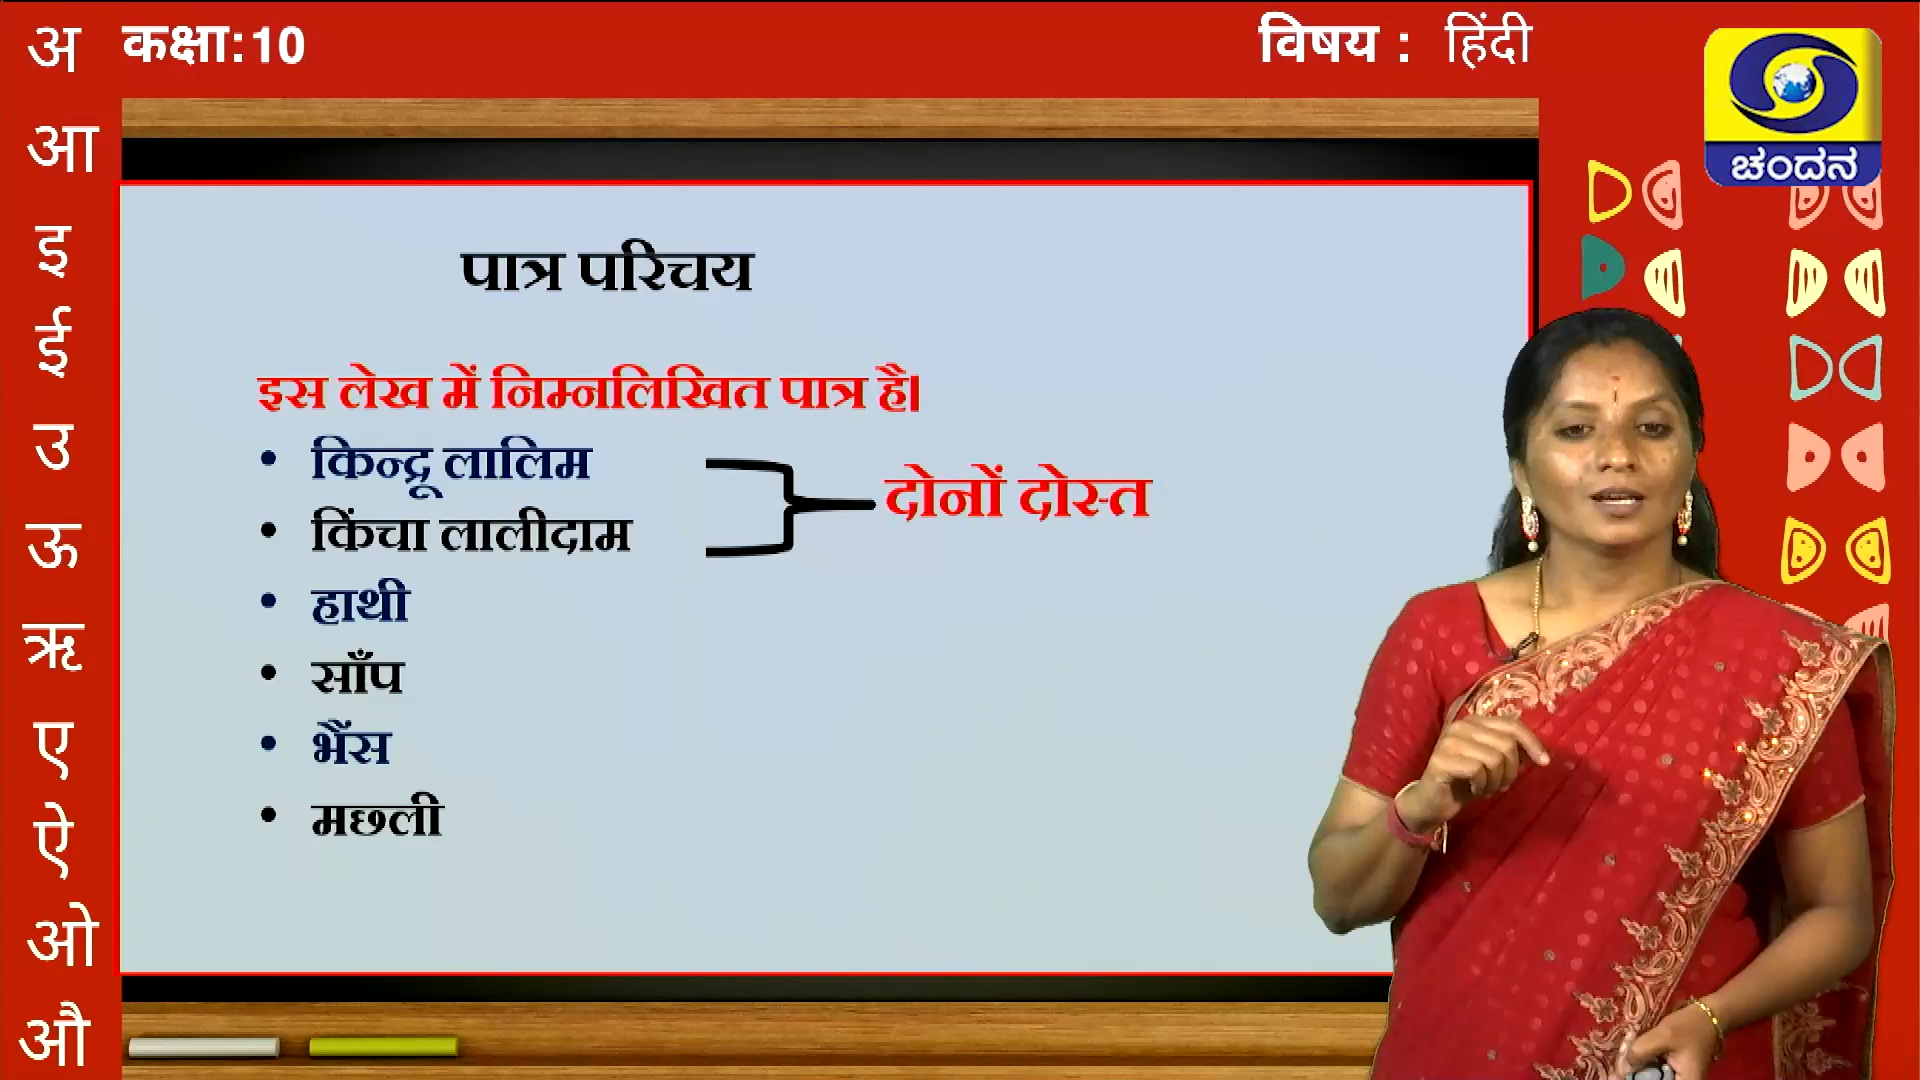 कक्षा:10
विषय : हिंदी
ಚಂದನ
अ
आ
इ
ई
उ
ऊ
ऋ
ए
ऐ
ओ
औ
पात्र परिचय
इस लेख में निम्नलिखित पात्र है।
• किन्द्रू लालिम
• किंचा लालीदाम
दोनों दोस्त
• हाथी
• साँप
• भैंस
• मछली